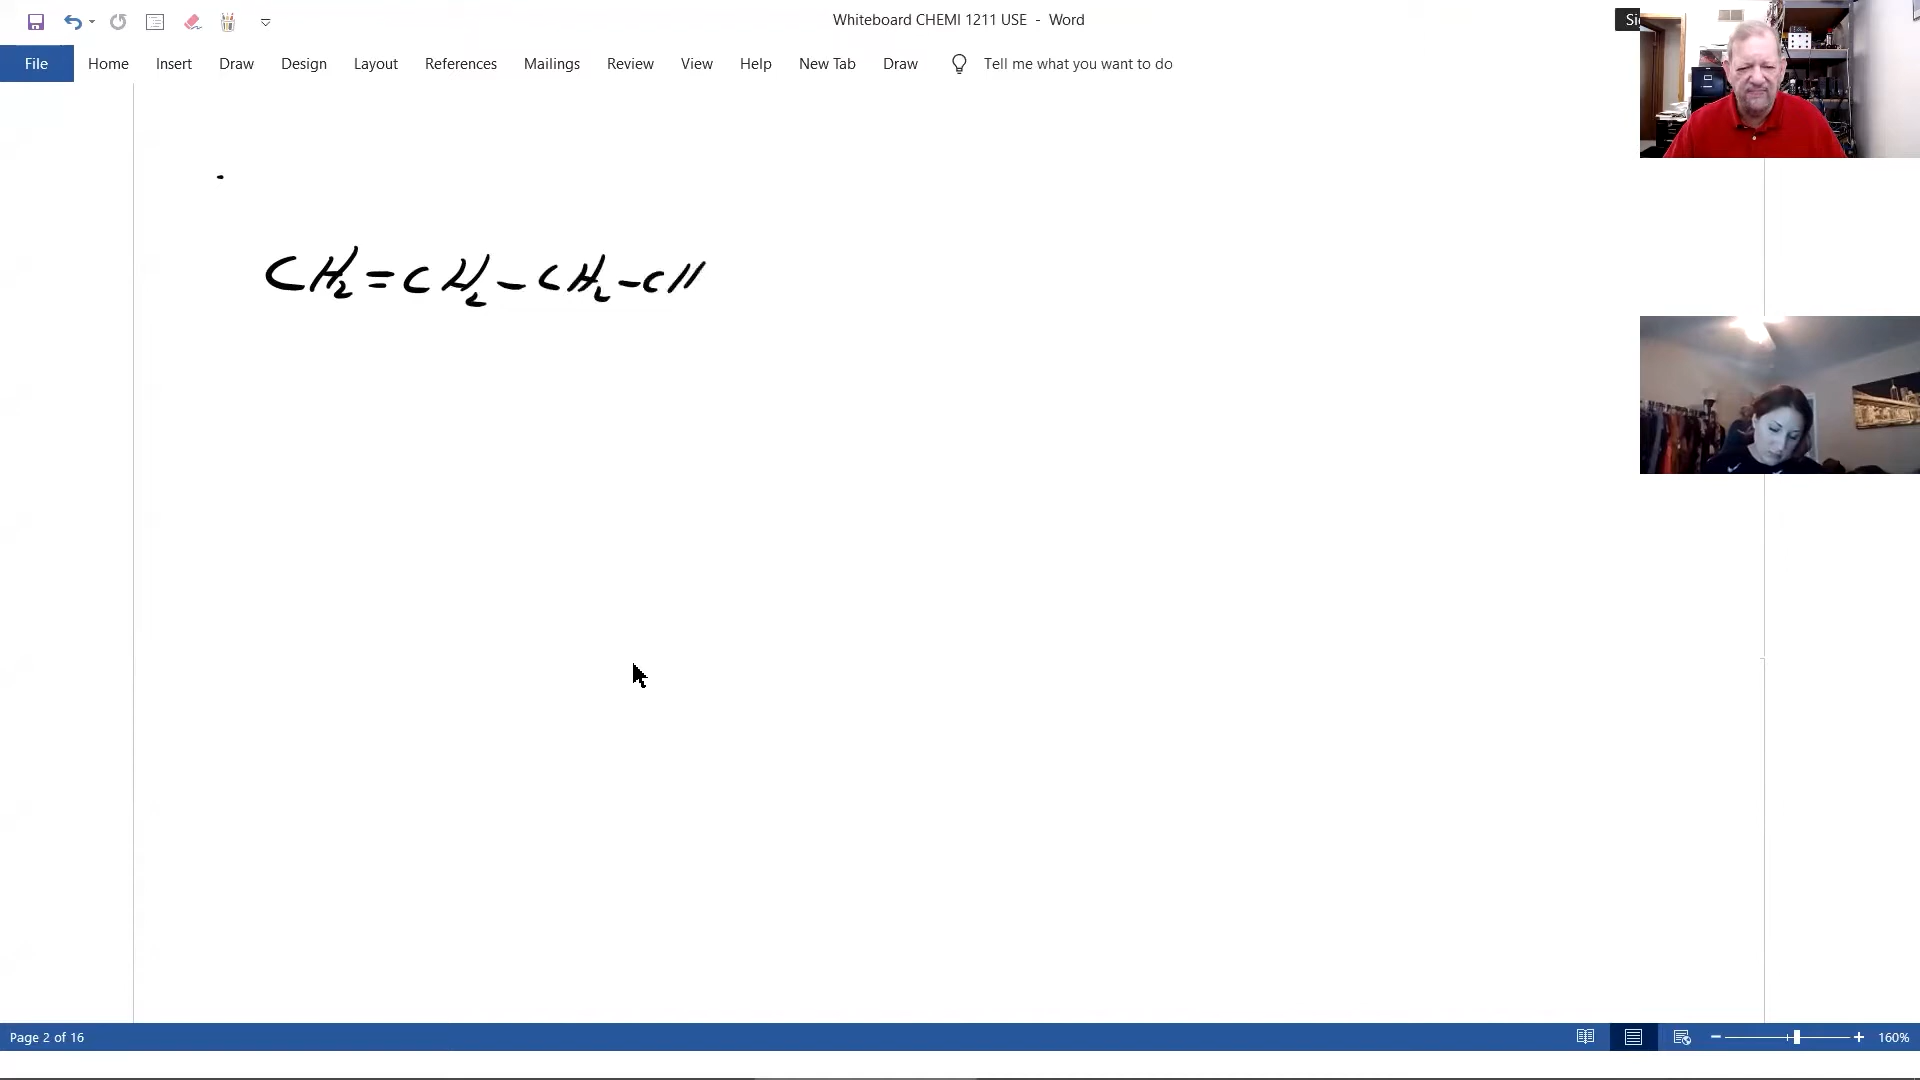 Whiteboard CHEMI 1211 USE - Word
Si
File Home Insert Draw Design Layout References Mailings Review View Help New Tab Draw Tell me what you want to do
CH₂=CH₂-CH₂-C
Page 2 of 16
160%